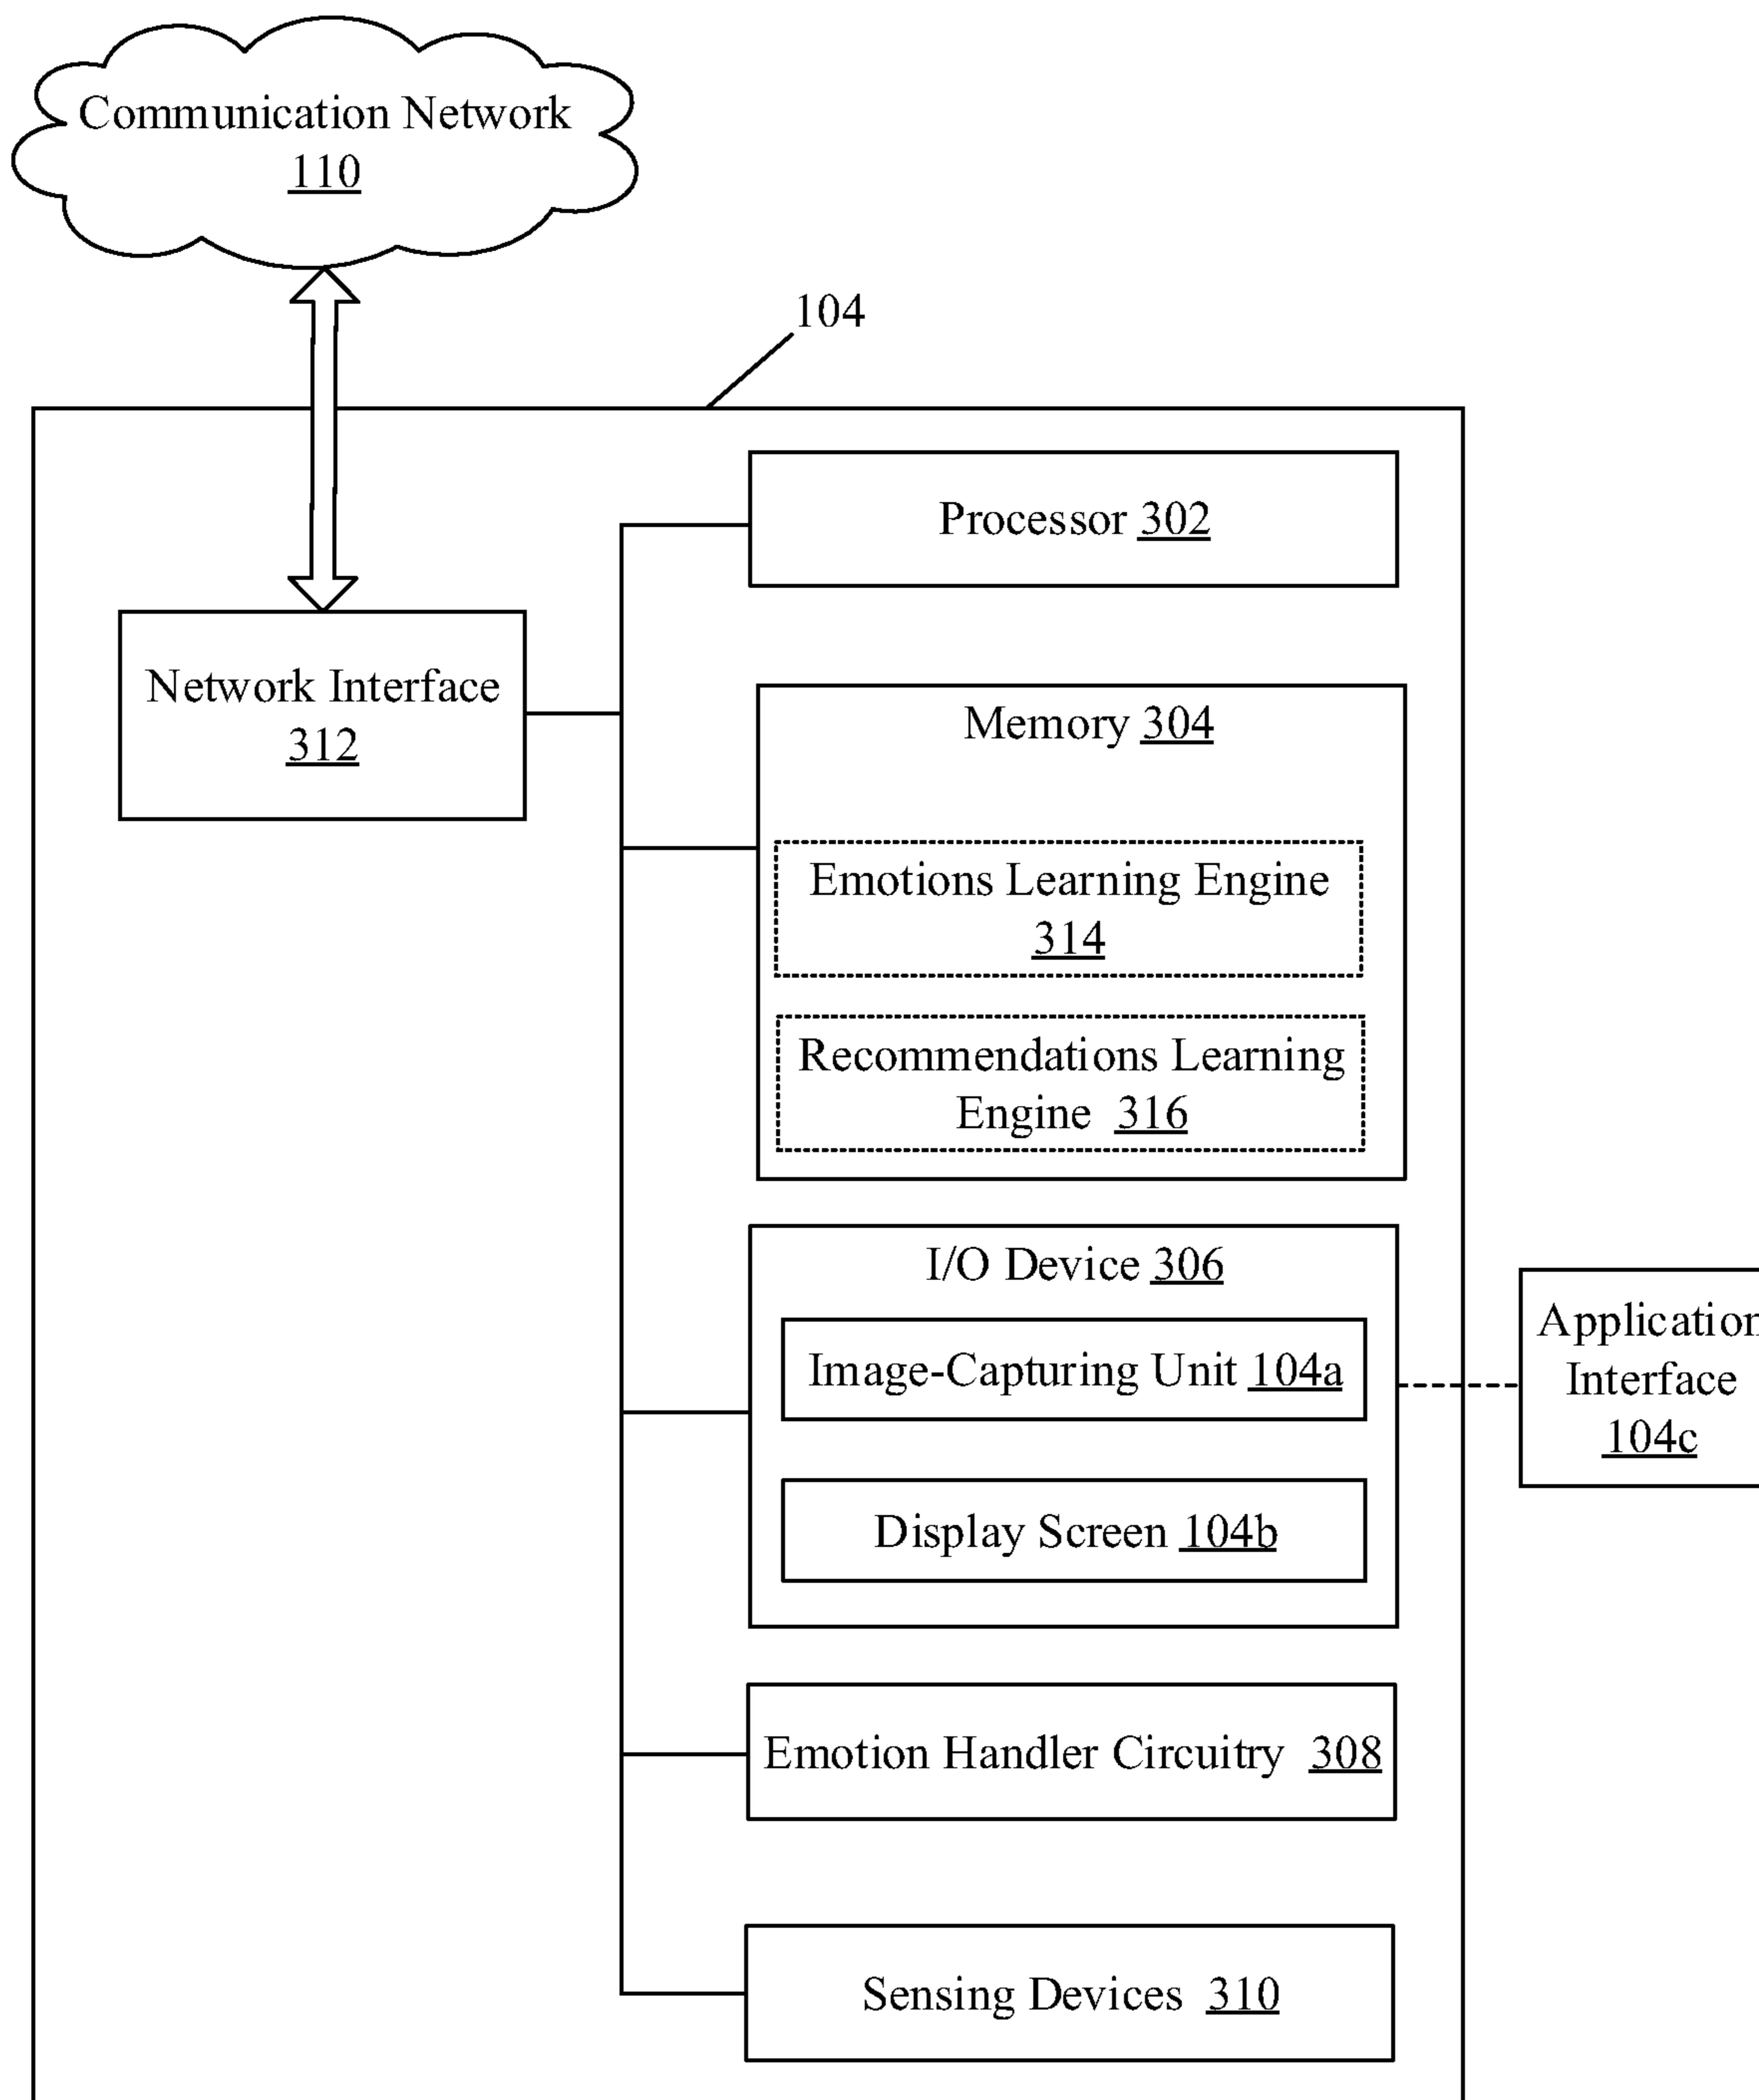 Communication Network
110
104
Processor 302
Network Interface
312
Memory 304
Emotions Learning Engine
314
Recommendations Learning
Engine 316
I/O Device 306
Image-Capturing Unit 104a
Display Screen 104b
Application
Interface
104c
Emotion Handler Circuitry 308
Sensing Devices 310